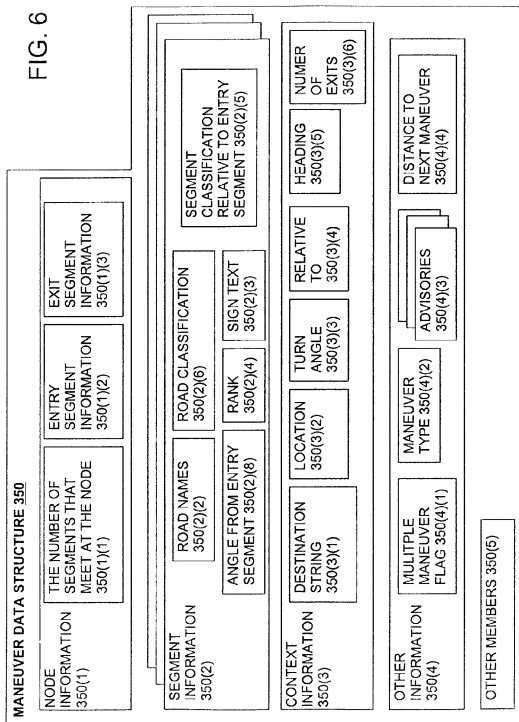 FIG. 6
MANEUVER DATA STRUCTURE 350
NODE
INFORMATION
350(1)
THE NUMBER OF
SEGMENTS THAT
MEET AT THE NODE
350(1)(1)
ENTRY
SEGMENT
INFORMATION
350(1)(2)
EXIT
SEGMENT
INFORMATION
350(1)(3)
SEGMENT
INFORMATION
350(2)
ROAD NAMES
350(2)(2)
ROAD CLASSIFICATION
350(2)(6)
ANGLE FROM ENTRY
SEGMENT 350(2)(8)
RANK
350(2)(4)
SIGN TEXT
350(2)(3)
SEGMENT
CLASSIFICATION
RELATIVE TO ENTRY
SEGMENT 350(2)(5)
CONTEXT
INFORMATION
350(3)
DESTINATION
STRING
350(3)(1)
LOCATION
350(3)(2)
TURN
ANGLE
350(3)(3)
RELATIVE
TO
350(3)(4)
HEADING
350(3)(5)
NUMER
OF
EXITS
350(3)(6)
OTHER
INFORMATION
350(4)
MULITPLE
MANEUVER
FLAG 350(4)(1)
MANEUVER
TYPE 350(4)(2)
ADVISORIES
350(4)(3)
DISTANCE TO
NEXT MANEUVER
350(4)(4)
OTHER MEMBERS 350(5)